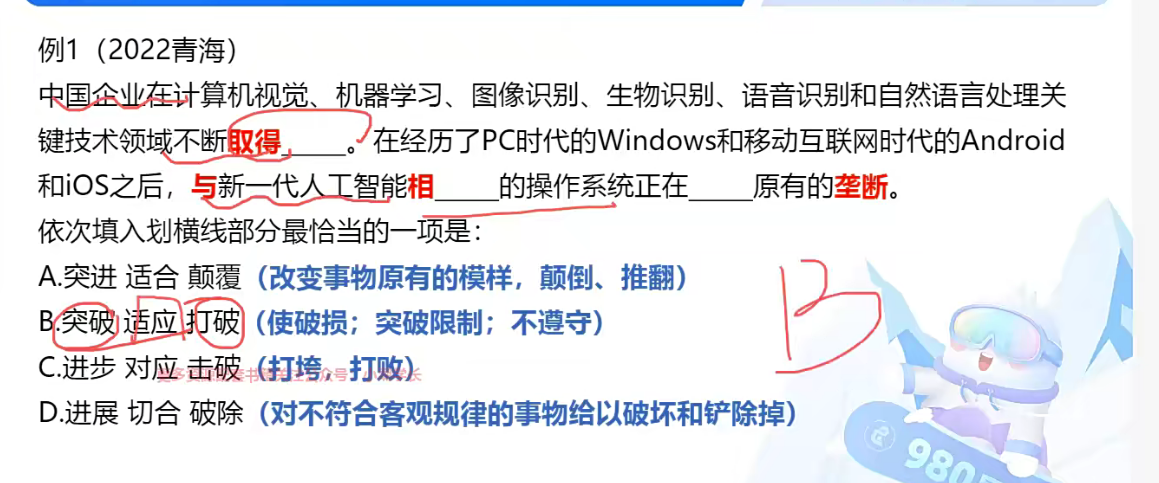 例1（2022青海）
中国企业在计算机视觉、机器学习、图像识别、生物识别、语音识别和自然语言处理关
键技术领域不断取得_____。在经历了PC时代的Windows和移动互联网时代的Android
和iOS之后，与新一代人工智能相_____的操作系统正在_____原有的垄断。
依次填入划横线部分最恰当的一项是：
A.突进 适合 颠覆（改变事物原有的模样，颠倒、推翻）
B.突破 适应 打破（使破损；突破限制；不遵守）
C.进步 对应 击破（打垮，打败）
D.进展 切合 破除（对不符合客观规律的事物给以破坏和铲除掉）
B
980